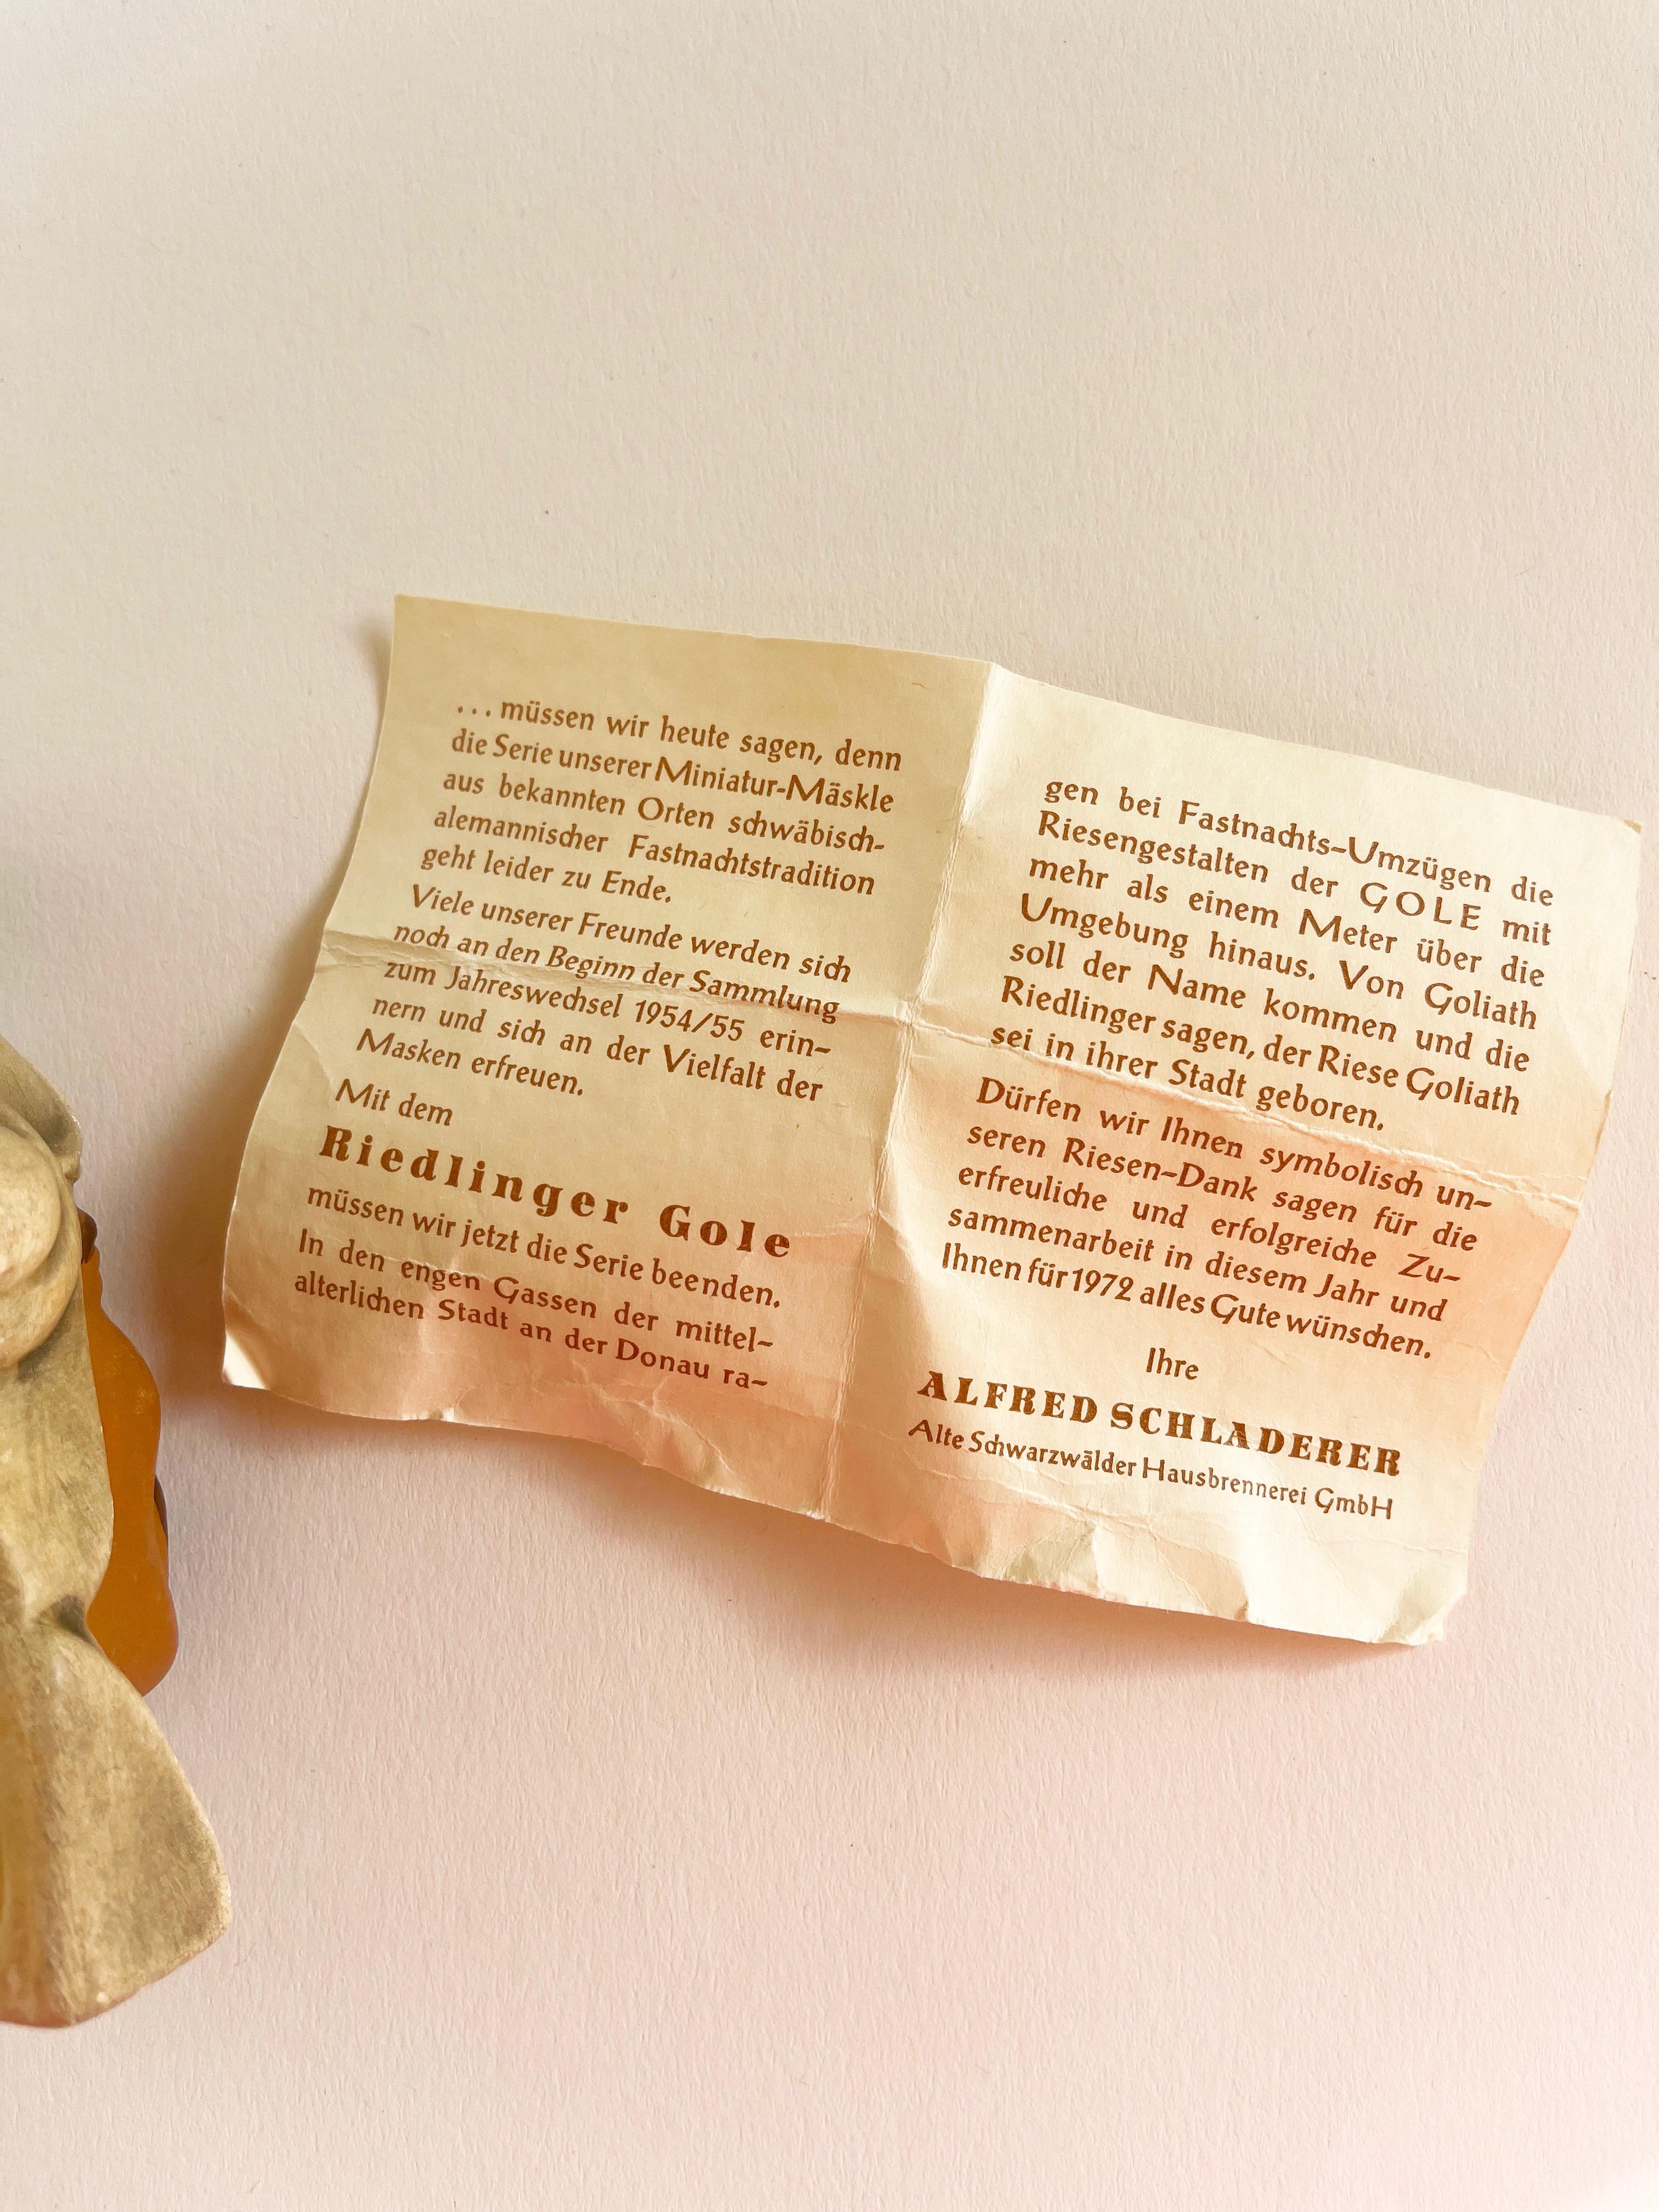 ...müssen wir heute sagen, denn
die Serie unserer Miniatur-Mäskle
aus bekannten Orten schwäbisch-
alemannischer Fastnachtstradition
geht leider zu Ende.
Viele unserer Freunde werden sich
noch an den Beginn der Sammlung
zum Jahreswechsel 1954/55 erin-
nern und sich an der Vielfalt der
Masken erfreuen.
Mit dem
Riedlinger Gole
müssen wir jetzt die Serie beenden.
In den engen Gassen der mittel-
alterlichen Stadt an der Donau ra-
gen bei Fastnachts-Umzügen die
Riesengestalten der GOLE mit
mehr als einem Meter über die
Umgebung hinaus. Von Goliath
soll der Name kommen und die
Riedlinger sagen, der Riese Goliath
sei in ihrer Stadt geboren.
Dürfen wir Ihnen symbolisch un-
seren Riesen-Dank sagen für die
erfreuliche und erfolgreiche Zu-
sammenarbeit in diesem Jahr und
Ihnen für 1972 alles Gute wünschen.
Ihre
ALFRED SCHLADERER
Alte Schwarzwälder Hausbrennerei GmbH